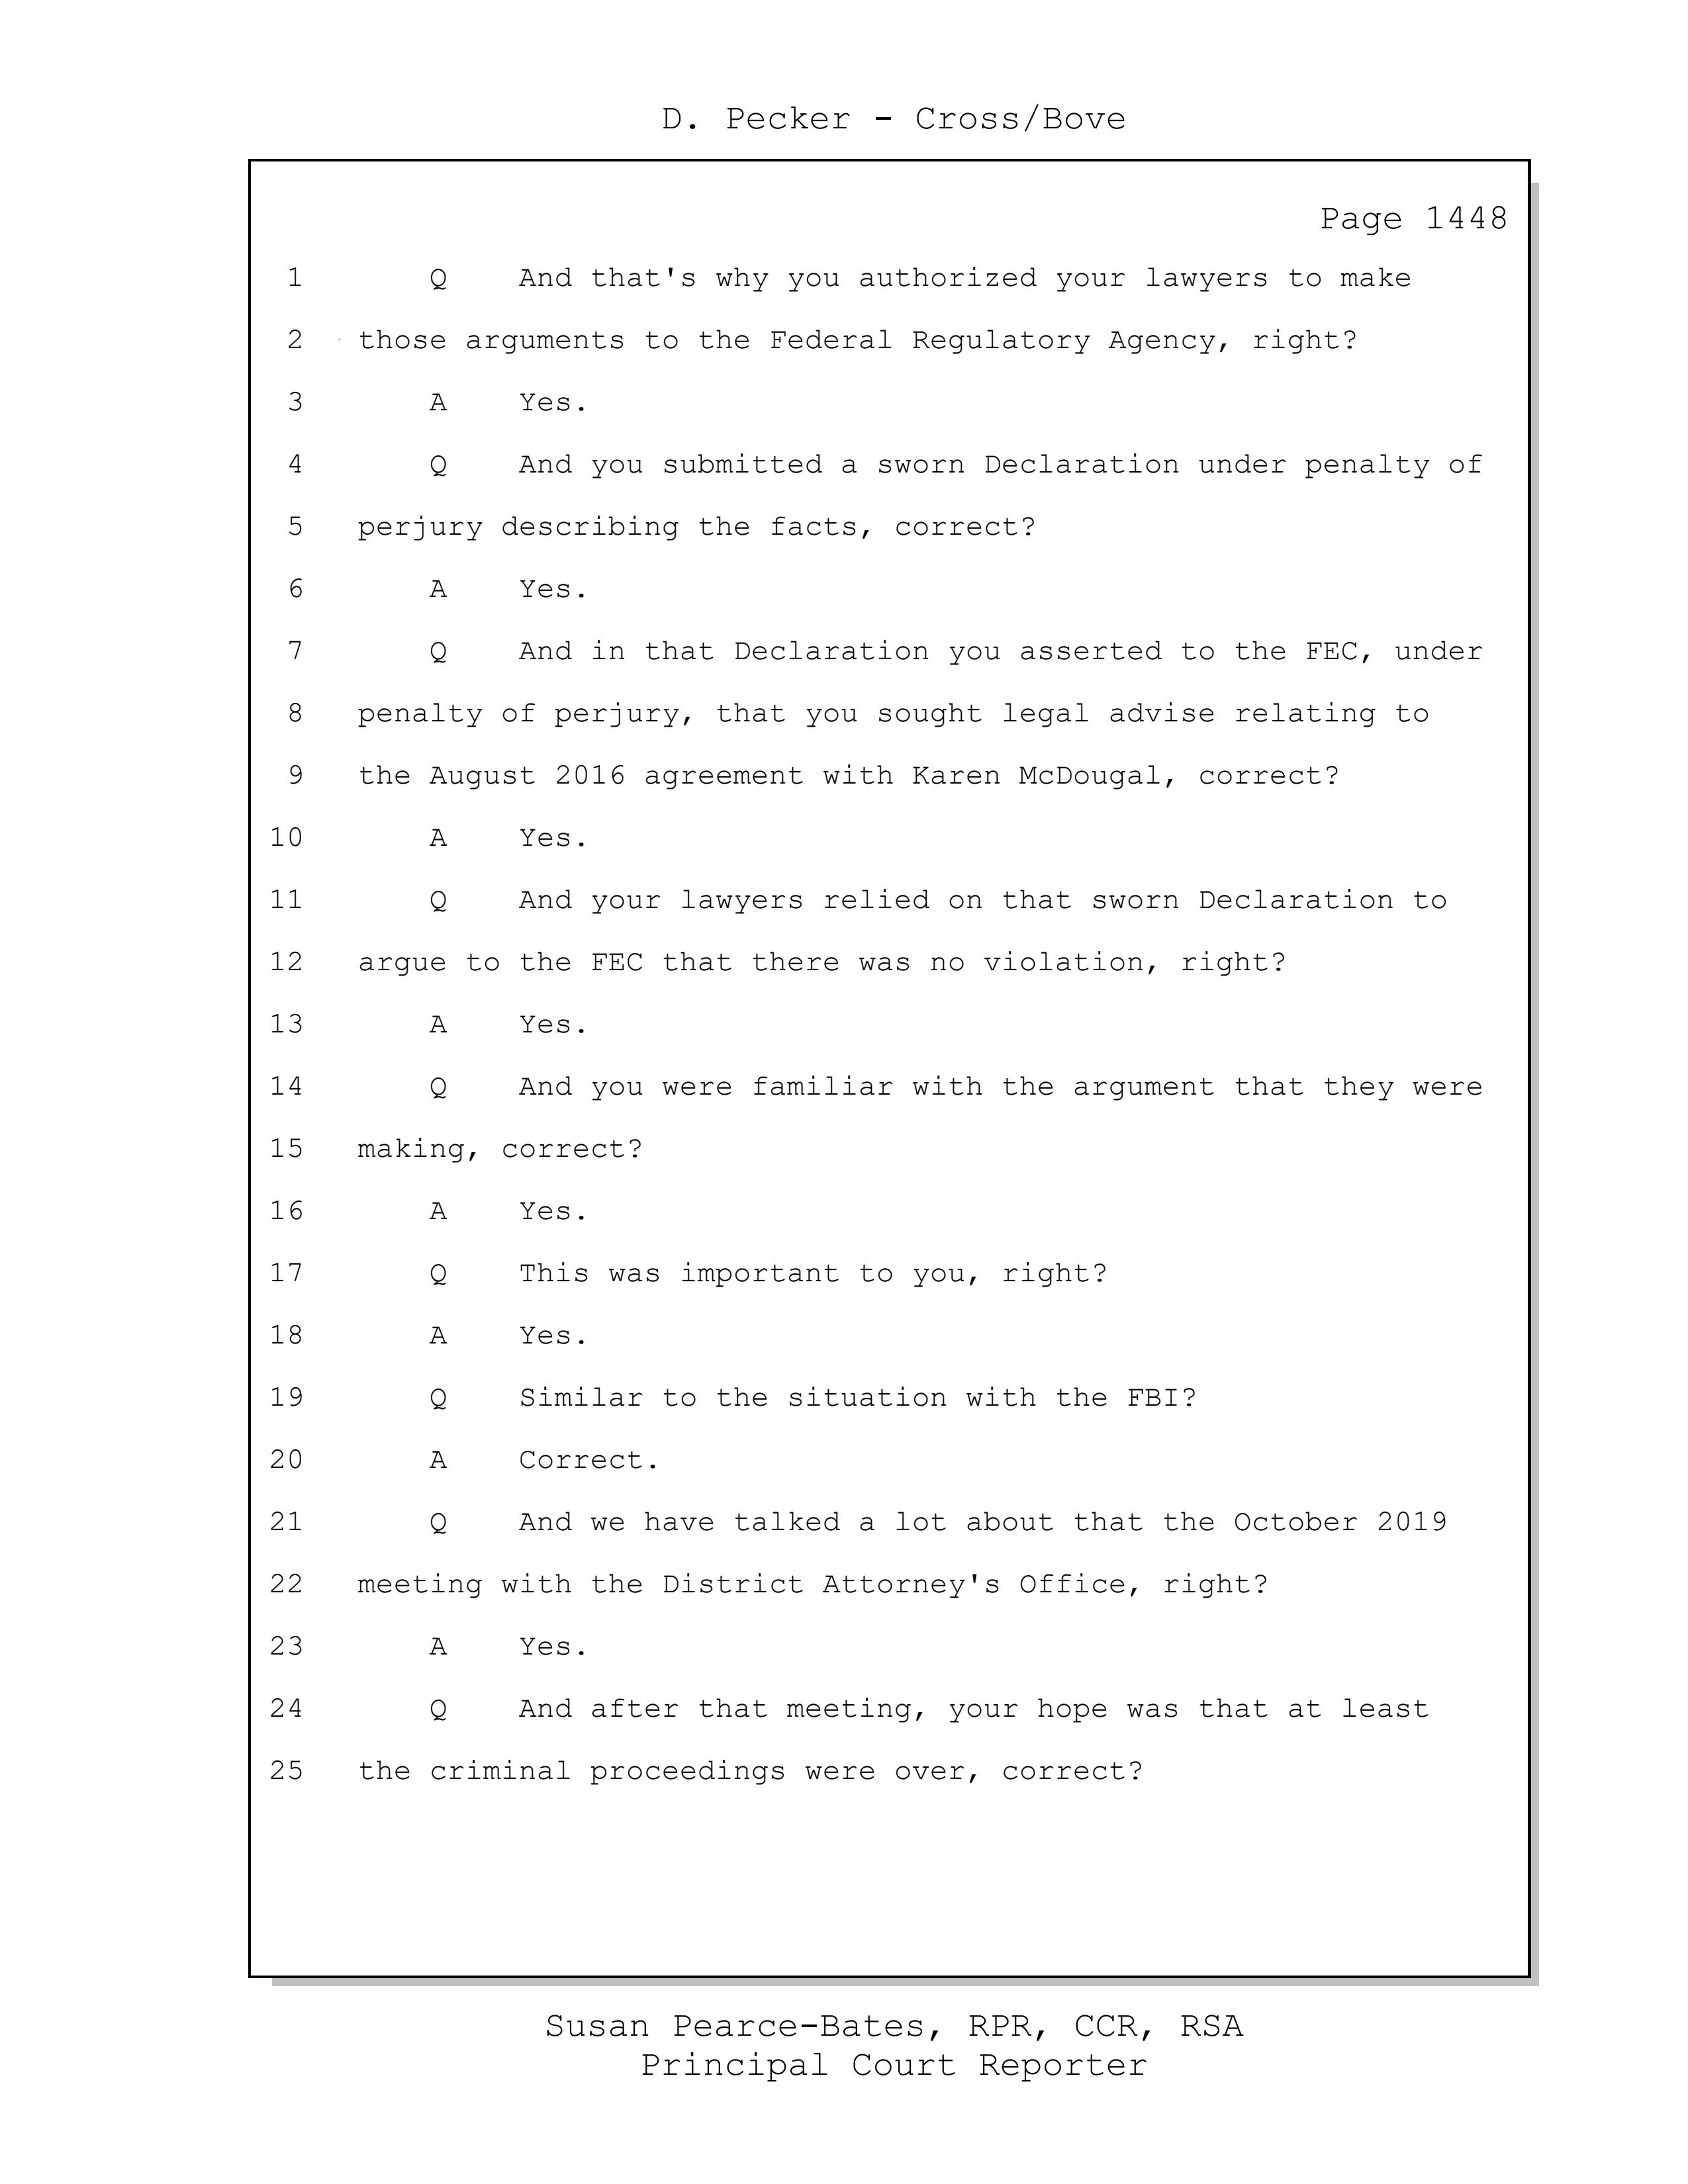 D. Pecker - Cross/Bove
Page 1448
1 Q And that's why you authorized your lawyers to make
2 those arguments to the Federal Regulatory Agency, right?
3 A Yes.
4 Q And you submitted a sworn Declaration under penalty of
5 perjury describing the facts, correct?
6 A Yes.
7 Q And in that Declaration you asserted to the FEC, under
8 penalty of perjury, that you sought legal advise relating to
9 the August 2016 agreement with Karen McDougal, correct?
10 A Yes.
11 Q And your lawyers relied on that sworn Declaration to
12 argue to the FEC that there was no violation, right?
13 A Yes.
14 Q And you were familiar with the argument that they were
15 making, correct?
16 A Yes.
17 Q This was important to you, right?
18 A Yes.
19 Q Similar to the situation with the FBI?
20 A Correct.
21 Q And we have talked a lot about that the October 2019
22 meeting with the District Attorney's Office, right?
23 A Yes.
24 Q And after that meeting, your hope was that at least
25 the criminal proceedings were over, correct?
Susan Pearce-Bates, RPR, CCR, RSA
Principal Court Reporter